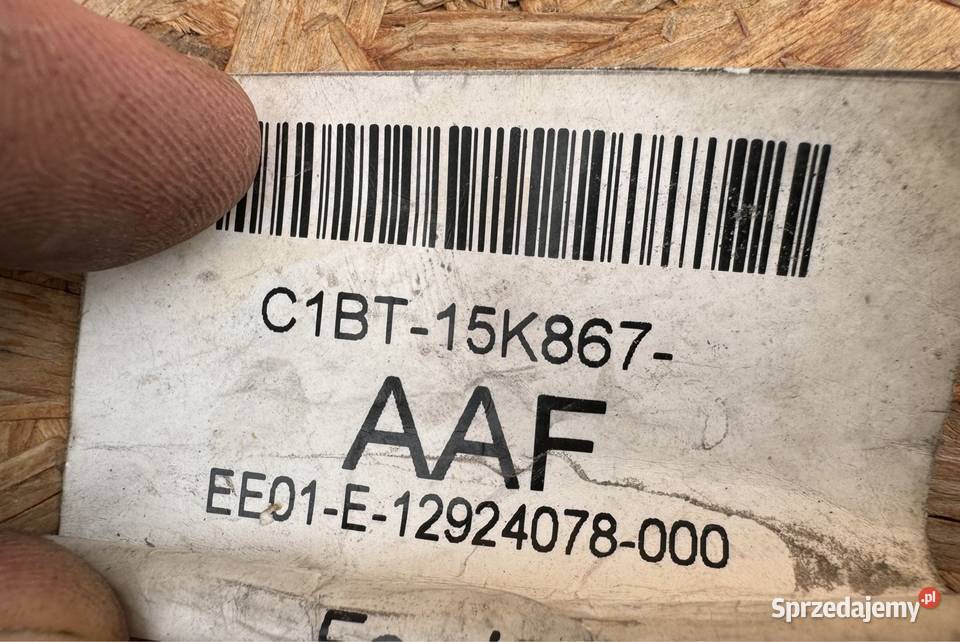 C1BT-15K867-
AAF
EE01-E-12924078-000
Sprzedajemy.pl